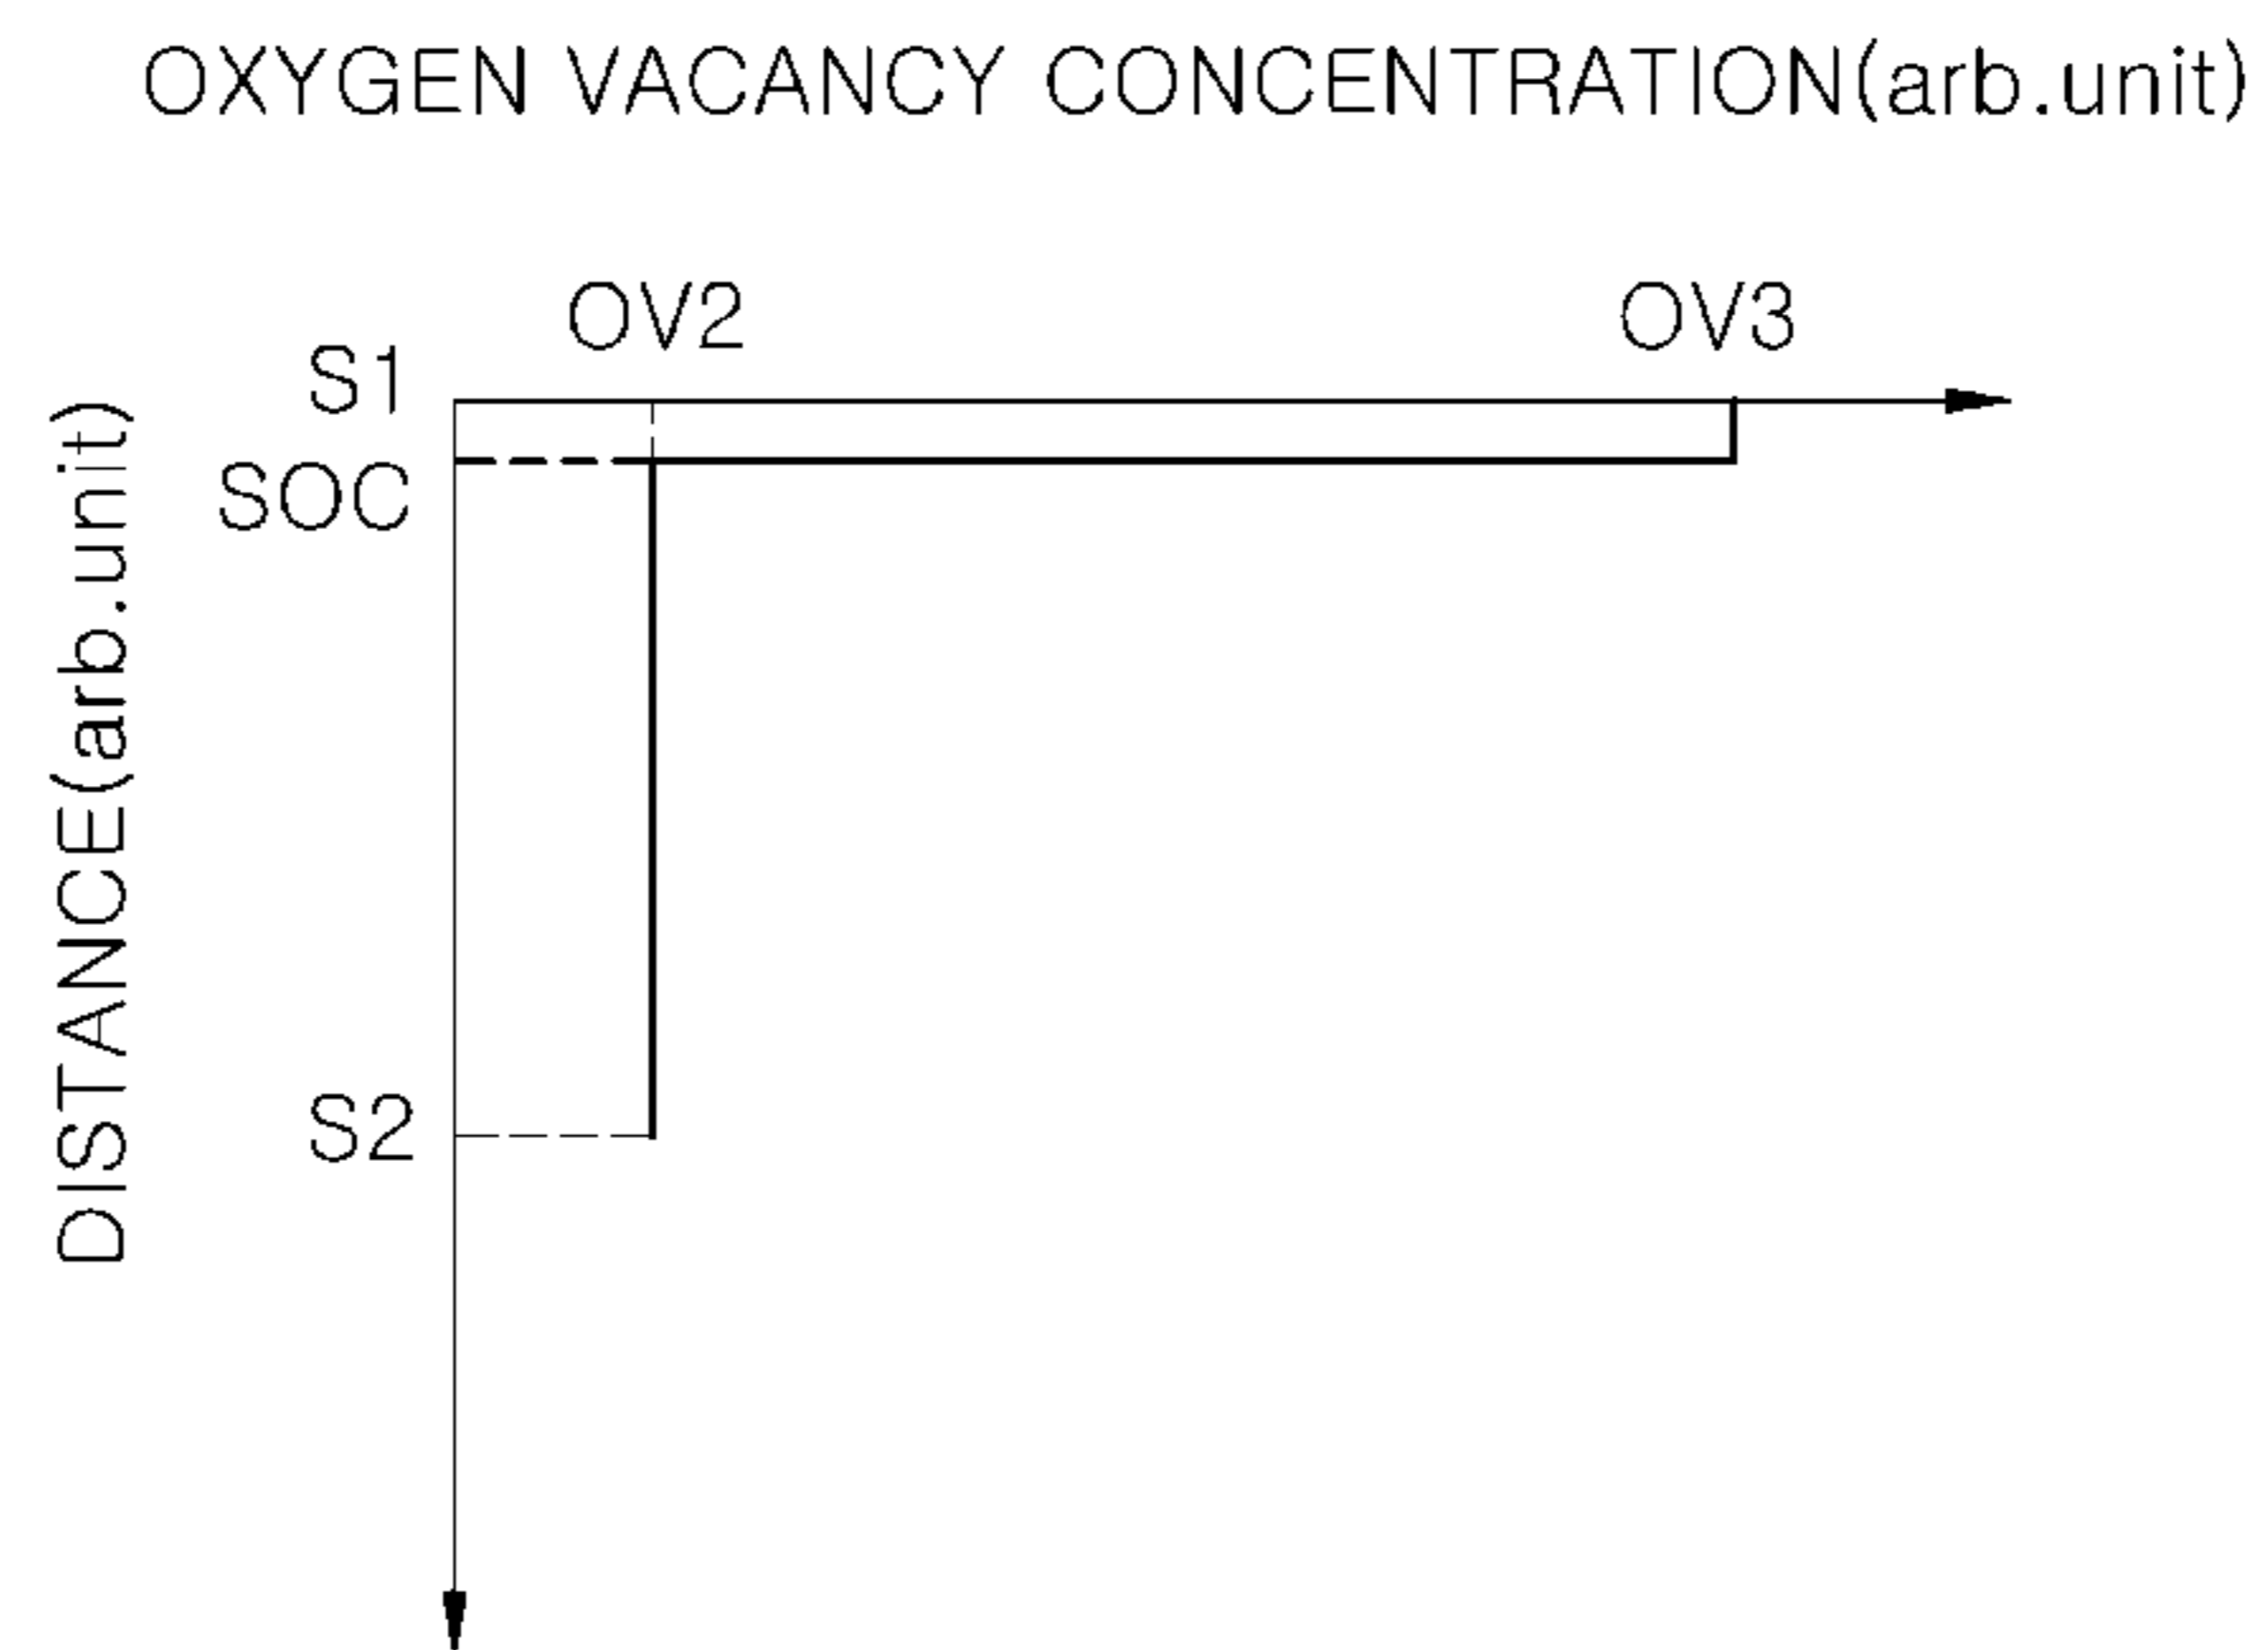 OXYGEN VACANCY CONCENTRATION(arb.unit)
OV2
OV3
S1
SOC
S2
DISTANCE(arb.unit)